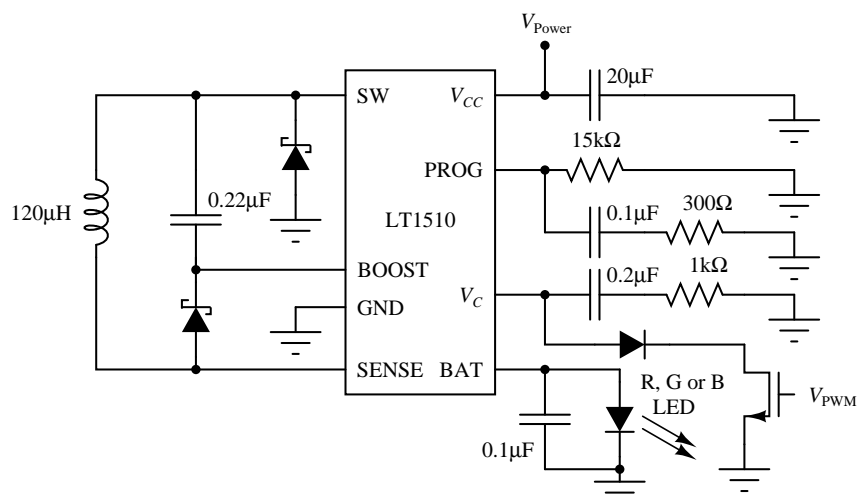 V_Power
SW
V_CC
20μF
15kΩ
PROG
120μH
0.22μF
LT1510
0.1μF
300Ω
BOOST
V_C
0.2μF
1kΩ
GND
SENSE
BAT
R, G or B
LED
V_PWM
0.1μF